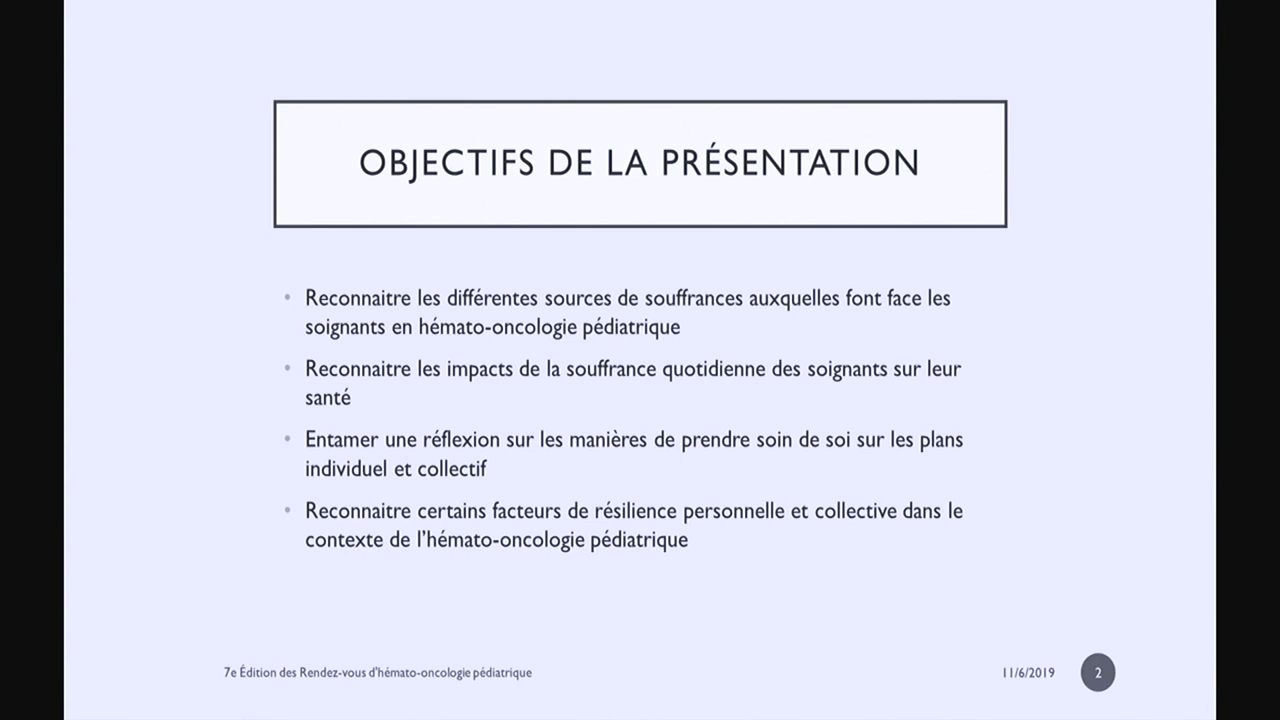 OBJECTIFS DE LA PRÉSENTATION
• Reconnaitre les différentes sources de souffrances auxquelles font face les
soignants en hémato-oncologie pédiatrique
• Reconnaitre les impacts de la souffrance quotidienne des soignants sur leur
santé
• Entamer une réflexion sur les manières de prendre soin de soi sur les plans
individuel et collectif
• Reconnaitre certains facteurs de résilience personnelle et collective dans le
contexte de l’hémato-oncologie pédiatrique
7e Édition des Rendez-vous d'hémato-oncologie pédiatrique
11/6/2019
2